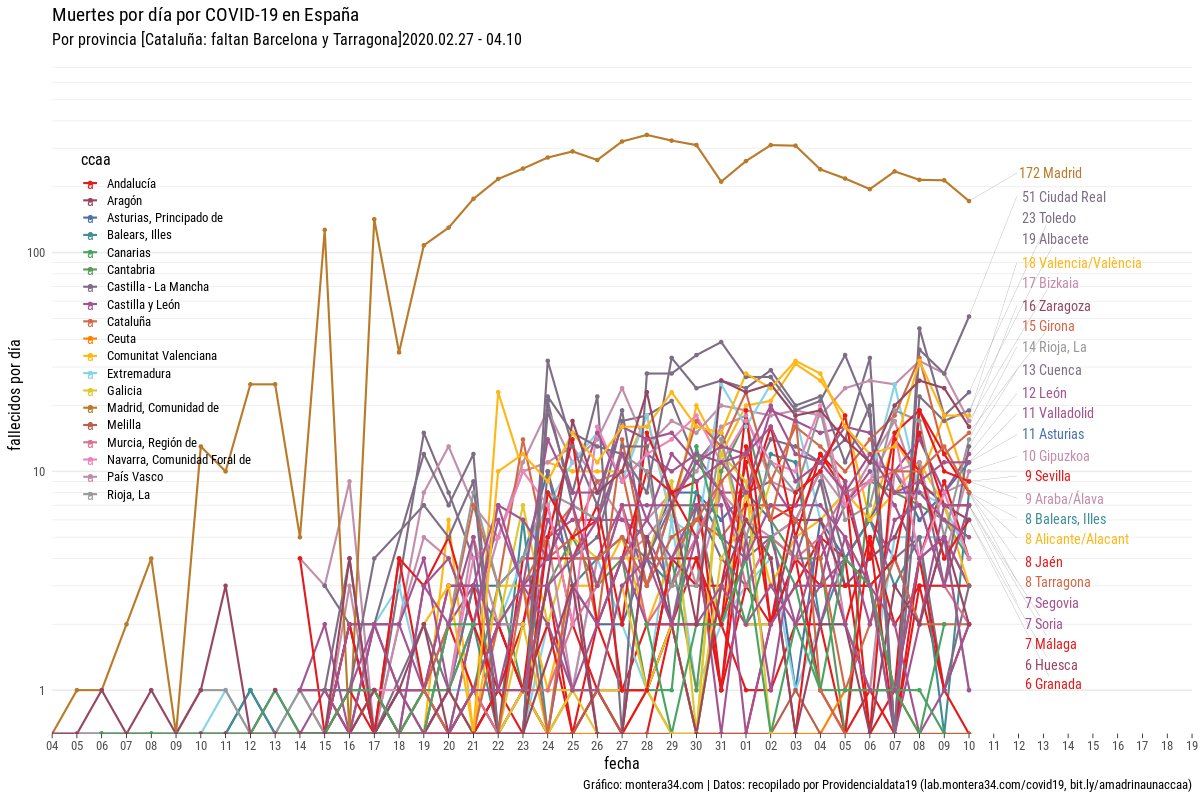 Muertes por día por COVID-19 en España
Por provincia [Cataluña: faltan Barcelona y Tarragona]2020.02.27 - 04.10
ccaa
Andalucía
Aragón
Asturias, Principado de
Balears, Illes
Canarias
Cantabria
Castilla - La Mancha
Castilla y León
Cataluña
Ceuta
Comunitat Valenciana
Extremadura
Galicia
Madrid, Comunidad de
Melilla
Murcia, Región de
Navarra, Comunidad Foral de
País Vasco
Rioja, La
fallecidos por día
100
10
1
172 Madrid
51 Ciudad Real
23 Toledo
19 Albacete
18 Valencia/València
17 Bizkaia
16 Zaragoza
15 Girona
14 Rioja, La
13 Cuenca
12 León
11 Valladolid
11 Asturias
10 Gipuzkoa
9 Sevilla
9 Araba/Álava
8 Balears, Illes
8 Alicante/Alacant
8 Jaén
8 Tarragona
7 Segovia
7 Soria
7 Málaga
6 Huesca
6 Granada
04 05 06 07 08 09 10 11 12 13 14 15 16 17 18 19 20 21 22 23 24 25 26 27 28 29 30 31 01 02 03 04 05 06 07 08 09 10 11 12 13 14 15 16 17 18 19
fecha
Gráfico: montera34.com | Datos: recopilado por Providencialdata19 (lab.montera34.com/covid19, bit.ly/amadrinaunaccaa)